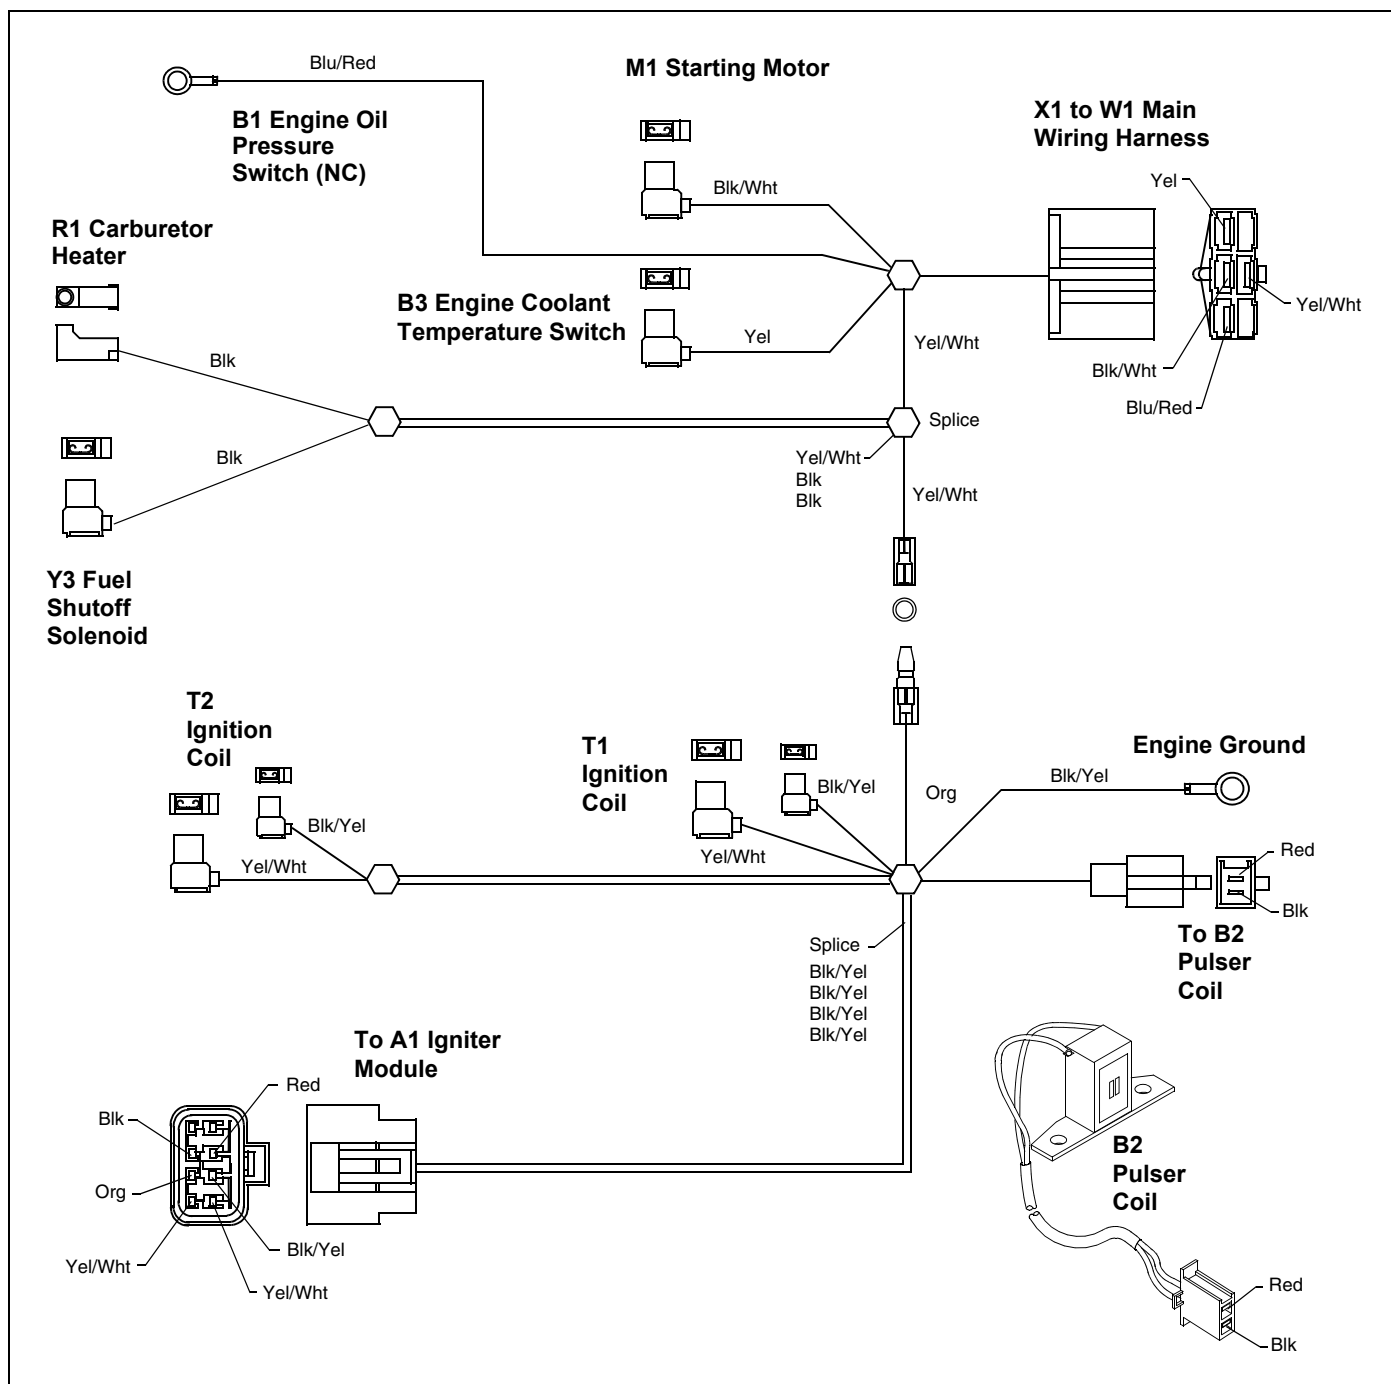 Blu/Red
M1 Starting Motor
B1 Engine Oil
Pressure
Switch (NC)
X1 to W1 Main
Wiring Harness
Yel
Blk/Wht
R1 Carburetor
Heater
B3 Engine Coolant
Temperature Switch
Yel
Yel/Wht
Yel/Wht
Blk
Blk/Wht
Blu/Red
Splice
Blk
Yel/Wht
Blk
Blk
Yel/Wht
Y3 Fuel
Shutoff
Solenoid
T2
Ignition
Coil
T1
Ignition
Coil
Engine Ground
Blk/Yel
Blk/Yel
Org
Blk/Yel
Yel/Wht
Yel/Wht
Red
Blk
To B2
Pulser
Coil
Splice
Blk/Yel
Blk/Yel
Blk/Yel
Blk/Yel
To A1 Igniter
Module
Red
Blk
Org
Blk/Yel
Yel/Wht
Yel/Wht
B2
Pulser
Coil
Red
Blk